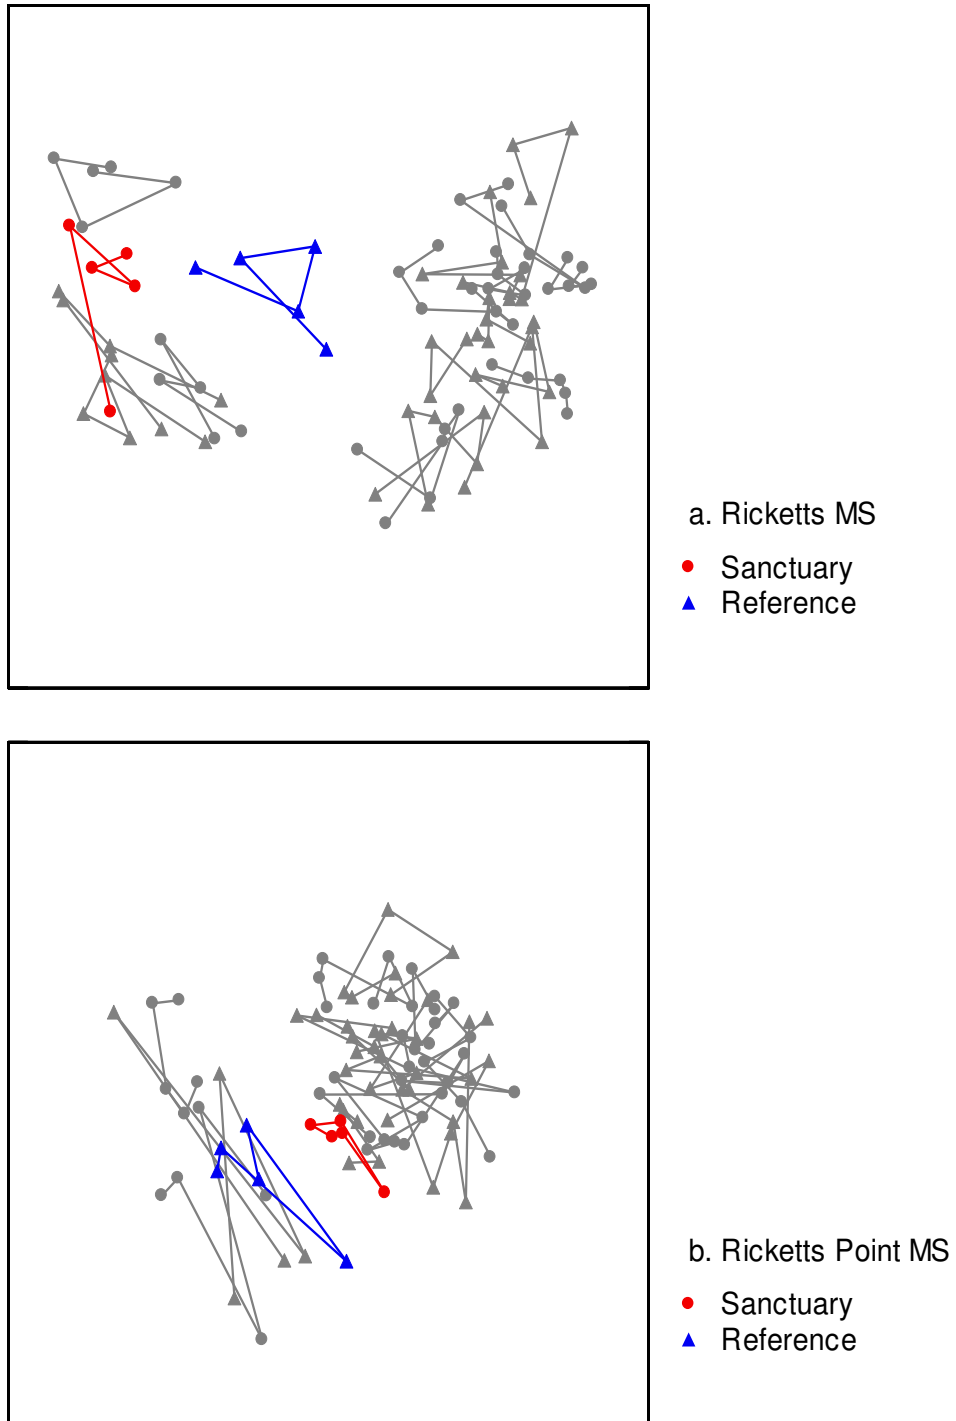 a. Ricketts MS
Sanctuary
Reference
b. Ricketts Point MS
Sanctuary
Reference